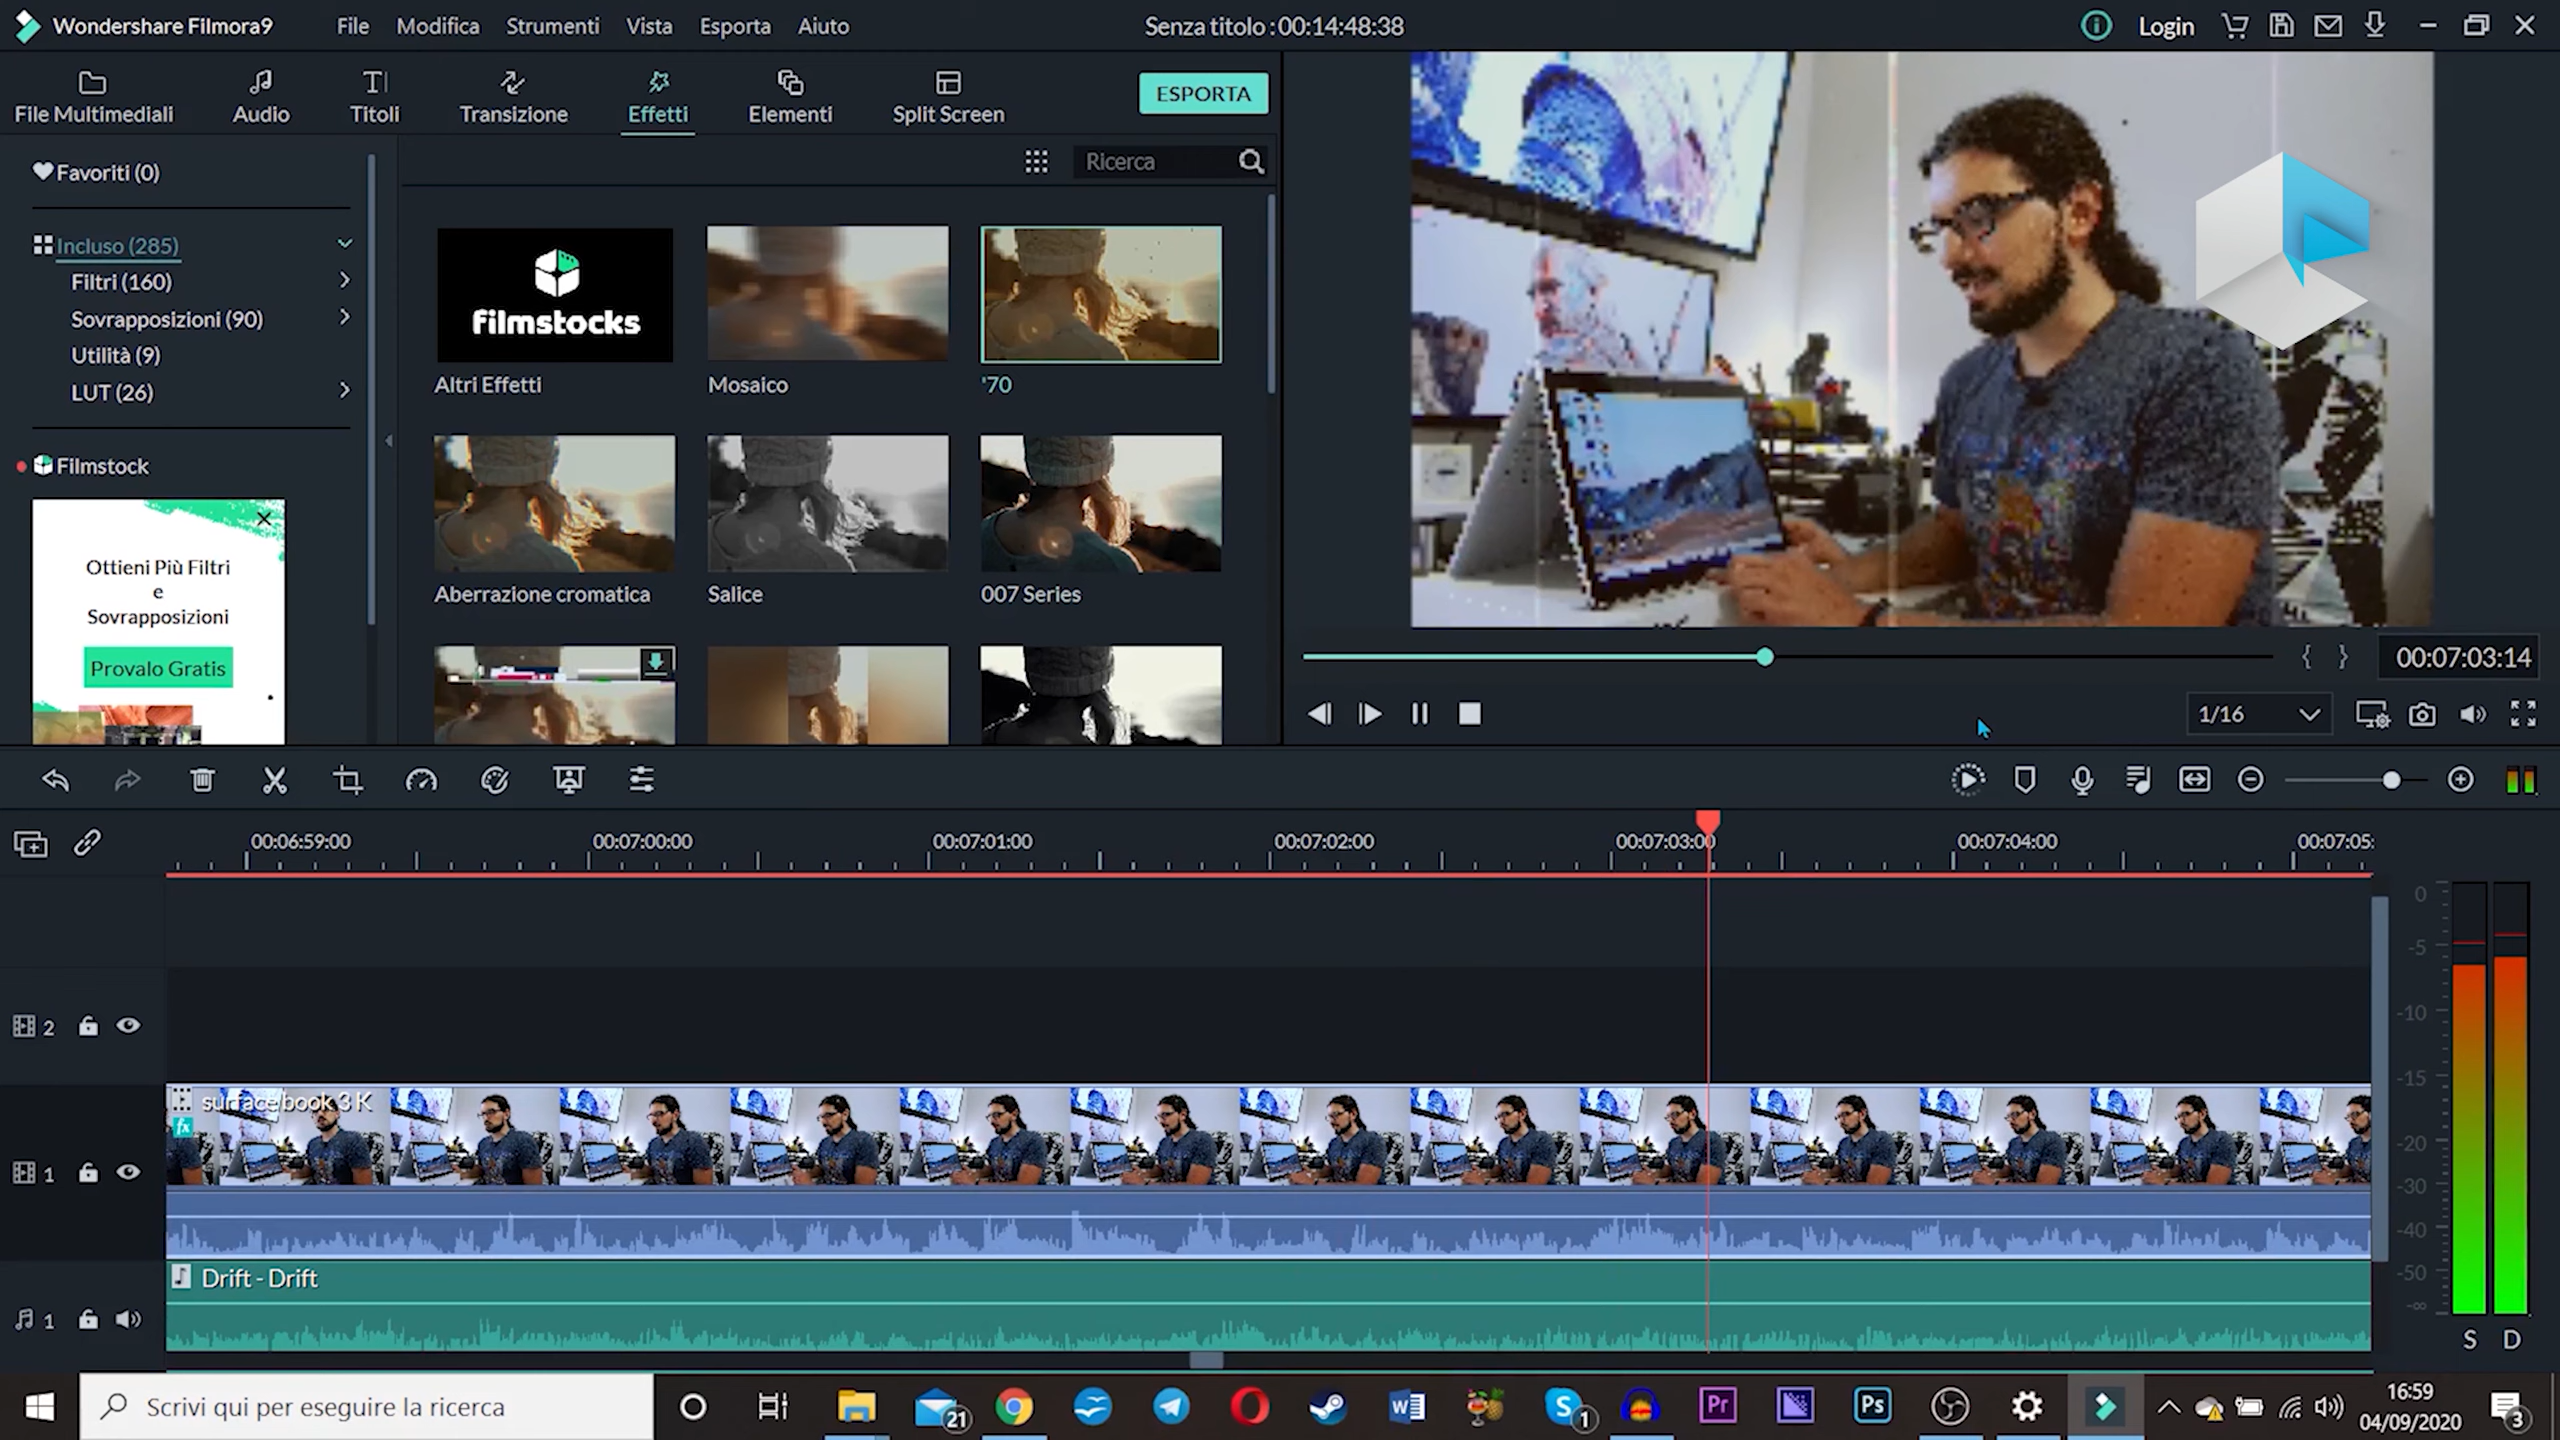 Wondershare Filmora9
File
Modifica
Strumenti
Vista
Esporta
Aiuto
Senza titolo : 00:14:48:38
Login
File Multimediali
Audio
Titoli
Transizione
Effetti
Elementi
Split Screen
ESPORTA
Favoriti (0)
Ricerca
Incluso (285)
Filtri (160)
Sovrapposizioni (90)
Utilità (9)
LUT (26)
filmstocks
Altri Effetti
Mosaico
'70
Filmstock
Aberrazione cromatica
Salice
007 Series
Ottieni Più Filtri
e
Sovrapposizioni
Provalo Gratis
00:07:03:14
1/16
00:06:59:00
00:07:00:00
00:07:01:00
00:07:02:00
00:07:03:00
00:07:04:00
00:07:05:
0
-5
-10
-15
-20
-30
-40
-50
-∞
S D
2
surface book 3 K
fx
1
Drift - Drift
1
Scrivi qui per eseguire la ricerca
21
1
Pr
Ps
16:59
04/09/2020
3